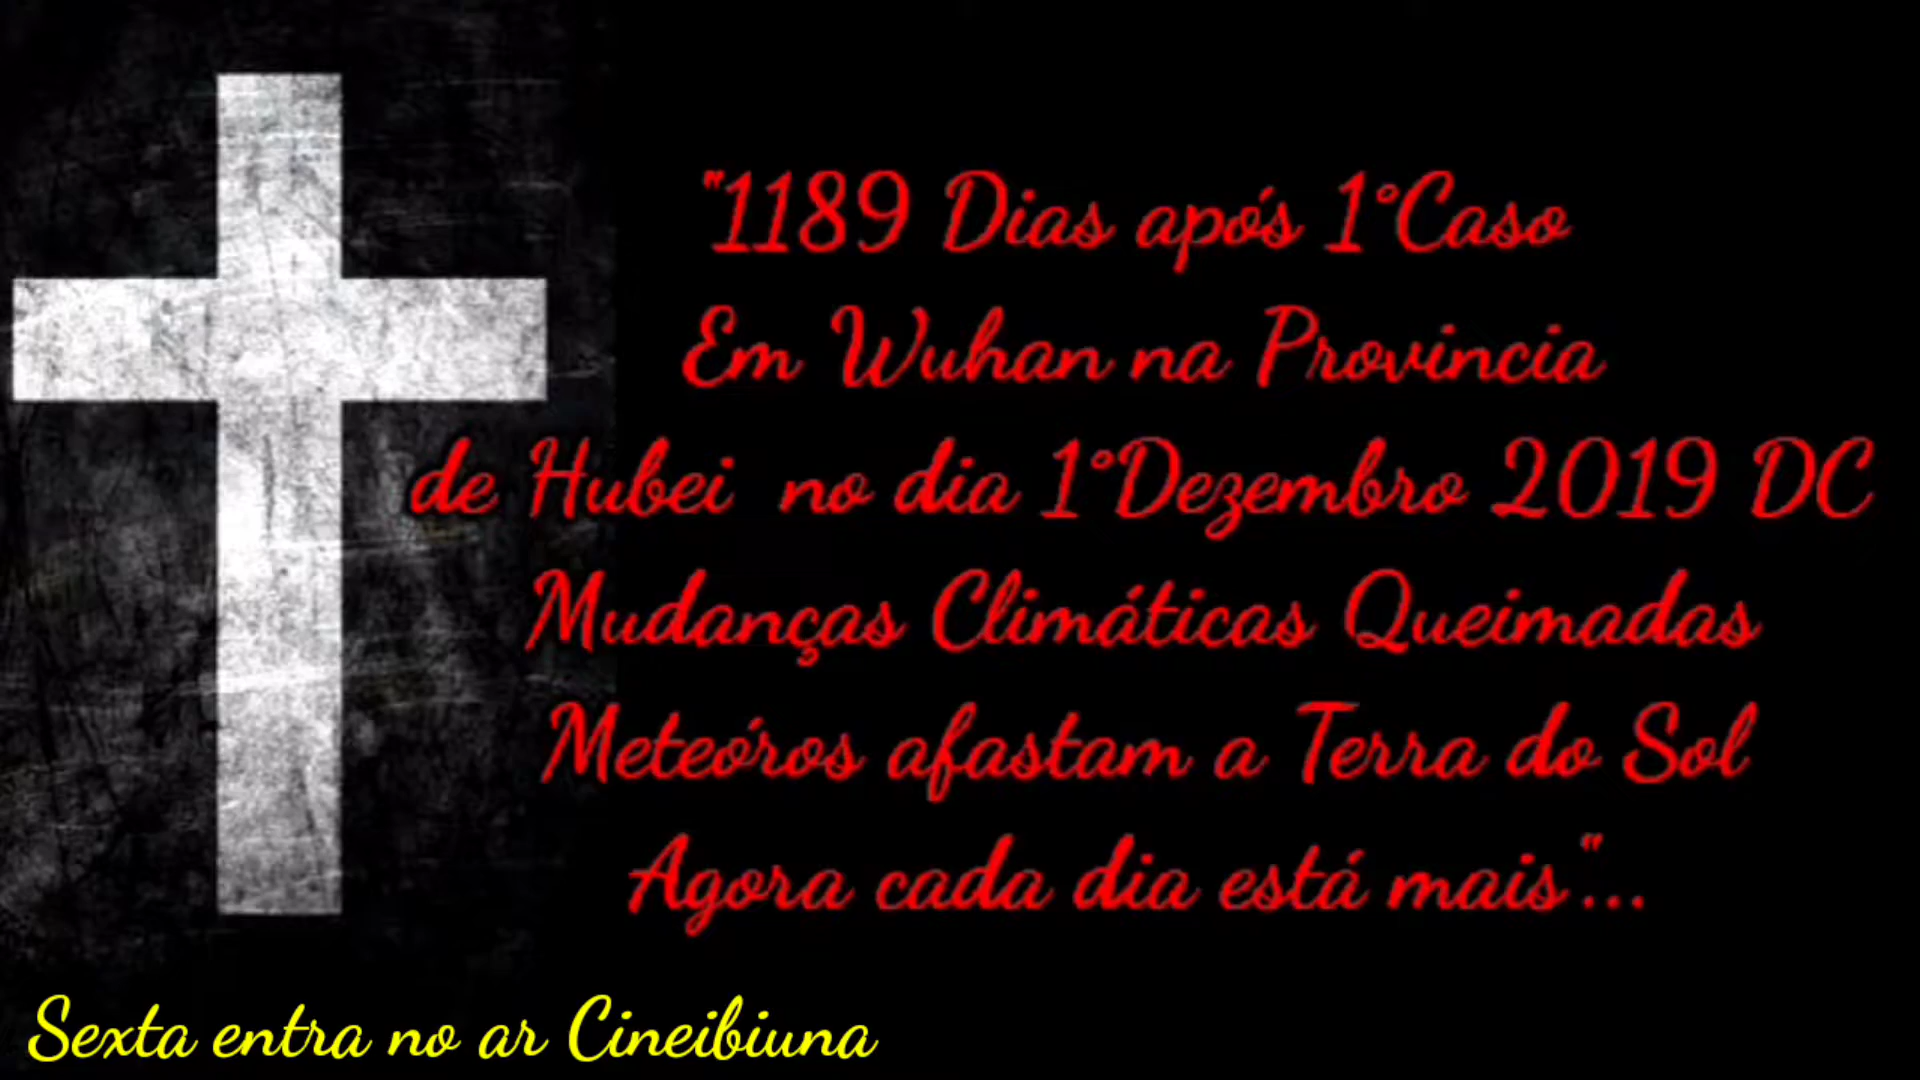 "1189 Dias após 1°Caso
Em Wuhan na Provincia
de Hubei no dia 1°Dezembro 2019 DC
Mudanças Climáticas Queimadas
Meteóros afastam a Terra do Sol
Agora cada dia está mais"...
Sexta entra no ar Cineibiuna